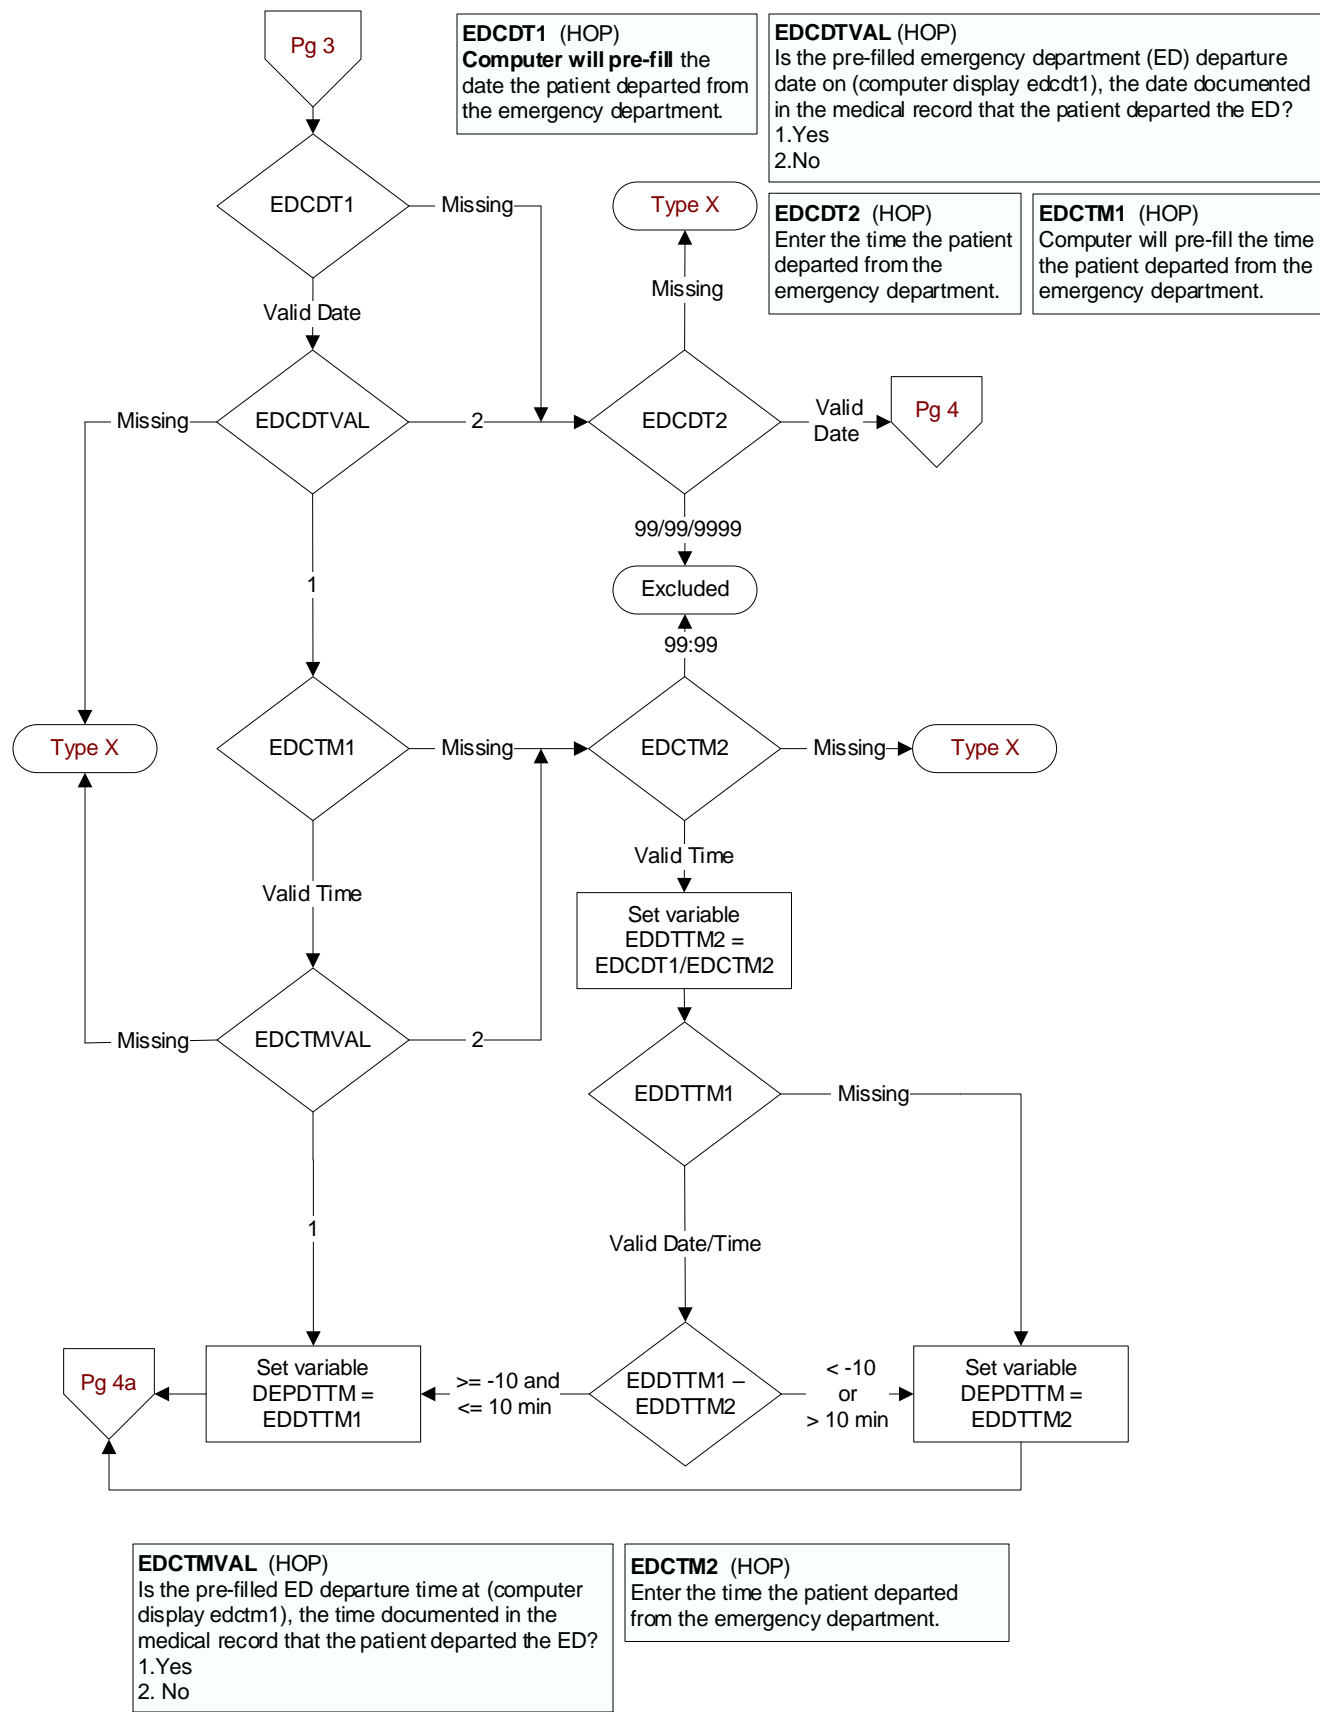 Pg 3
EDCDT1 (HOP)
Computer will pre-fill the
date the patient departed from
the emergency department.
EDCDTVAL (HOP)
Is the pre-filled emergency department (ED) departure
date on (computer display edcdt1), the date documented
in the medical record that the patient departed the ED?
1.Yes
2.No
EDCDT1
Missing
Type X
EDCDT2 (HOP)
Enter the time the patient
departed from the
emergency department.
EDCTM1 (HOP)
Computer will pre-fill the time
the patient departed from the
emergency department.
Missing
Valid Date
Missing
EDCDTVAL
2
EDCDT2
Valid
Date
Pg 4
99/99/9999
1
Excluded
99:99
Type X
EDCTM1
Missing
EDCTM2
Missing
Type X
Valid Time
Valid Time
Set variable
EDDTTM2 =
EDCDT1/EDCTM2
Missing
EDCTMVAL
2
EDDTTM1
Missing
1
Valid Date/Time
Pg 4a
Set variable
DEPDTTM =
EDDTTM1
>= -10 and
<= 10 min
EDDTTM1 –
EDDTTM2
< -10
or
> 10 min
Set variable
DEPDTTM =
EDDTTM2
EDCTMVAL (HOP)
Is the pre-filled ED departure time at (computer
display edctm1), the time documented in the
medical record that the patient departed the ED?
1.Yes
2. No
EDCTM2 (HOP)
Enter the time the patient departed
from the emergency department.